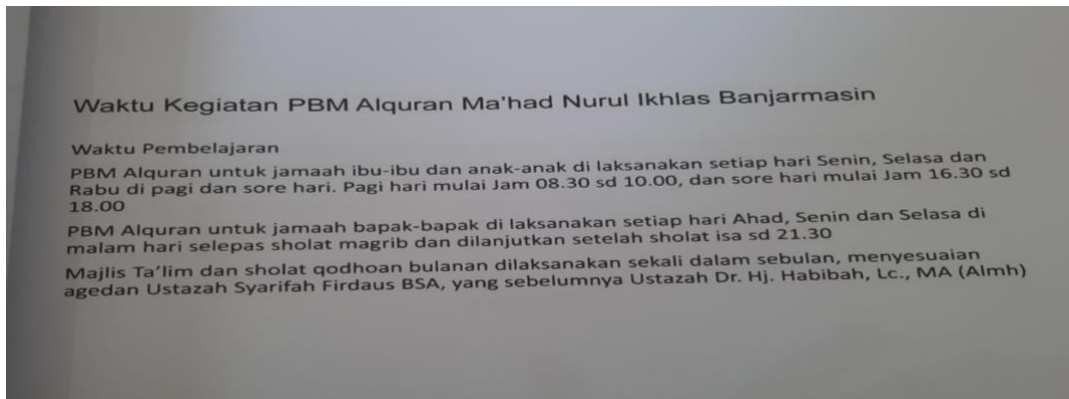 Waktu Kegiatan PBM Alquran Ma'had Nurul Ikhlas Banjarmasin
Waktu Pembelajaran
PBM Alquran untuk jamaah ibu-ibu dan anak-anak di laksanakan setiap hari Senin, Selasa dan
Rabu di pagi dan sore hari. Pagi hari mulai Jam 08.30 sd 10.00, dan sore hari mulai Jam 16.30 sd
18.00
PBM Alquran untuk jamaah bapak-bapak di laksanakan setiap hari Ahad, Senin dan Selasa di
malam hari selepas sholat magrib dan dilanjutkan setelah sholat isa sd 21.30
Majlis Ta'lim dan sholat qodhoan bulanan dilaksanakan sekali dalam sebulan, menyesuaian
agedan Ustazah Syarifah Firdaus BSA, yang sebelumnya Ustazah Dr. Hj. Habibah, Lc., MA (Almh)